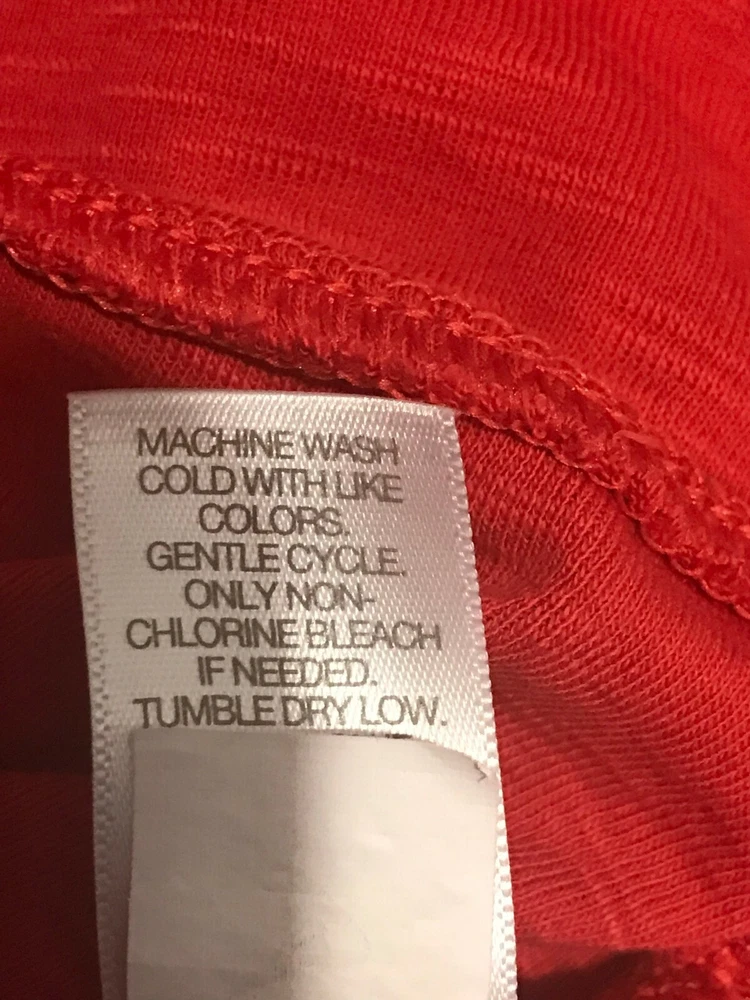 MACHINE WASH
COLD WITH LIKE
COLORS.
GENTLE CYCLE.
ONLY NON-
CHLORINE BLEACH
IF NEEDED.
TUMBLE DRY LOW.